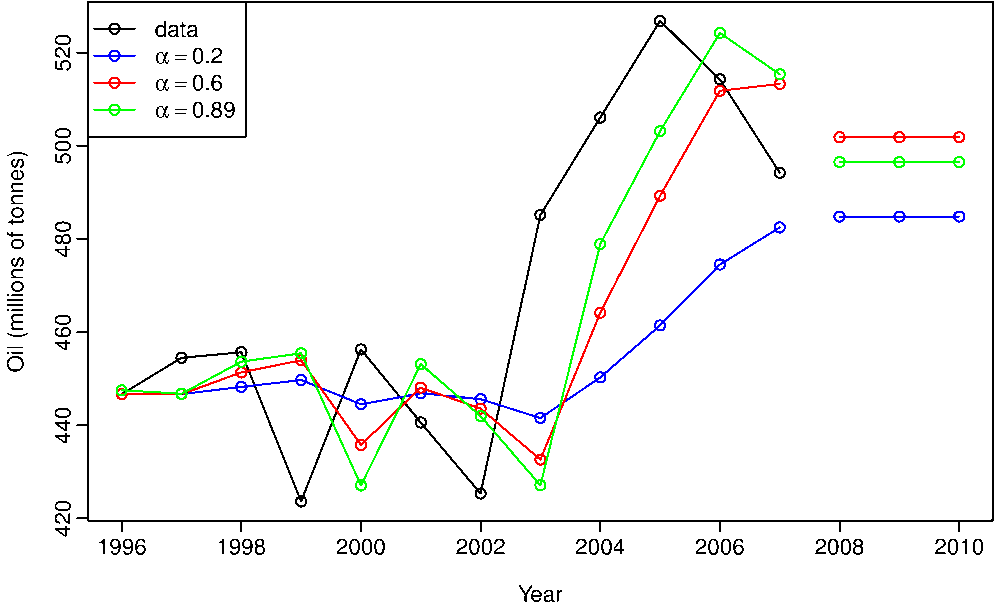 data
α = 0.2
α = 0.6
α = 0.89
Oil (millions of tonnes)
520
500
480
460
440
420
1996 1998 2000 2002 2004 2006 2008 2010
Year